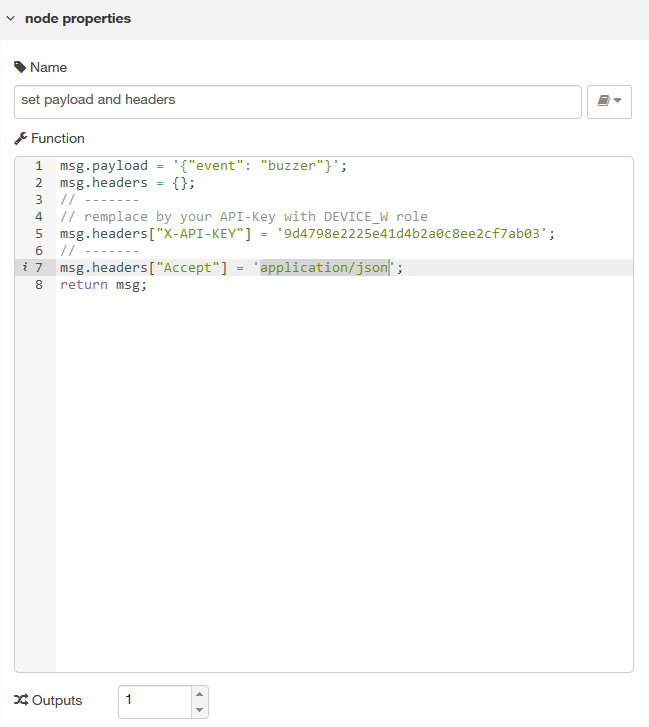 node properties
Name
set payload and headers
Function
1 msg.payload = '{"event": "buzzer"}';
2 msg.headers = {};
3 // -------
4 // remplace by your API-Key with DEVICE_W role
5 msg.headers["X-API-KEY"] = '9d4798e2225e41d4b2a0c8ee2cf7ab03';
6 // -------
i 7 msg.headers["Accept"] = 'application/json';
8 return msg;
Outputs 1